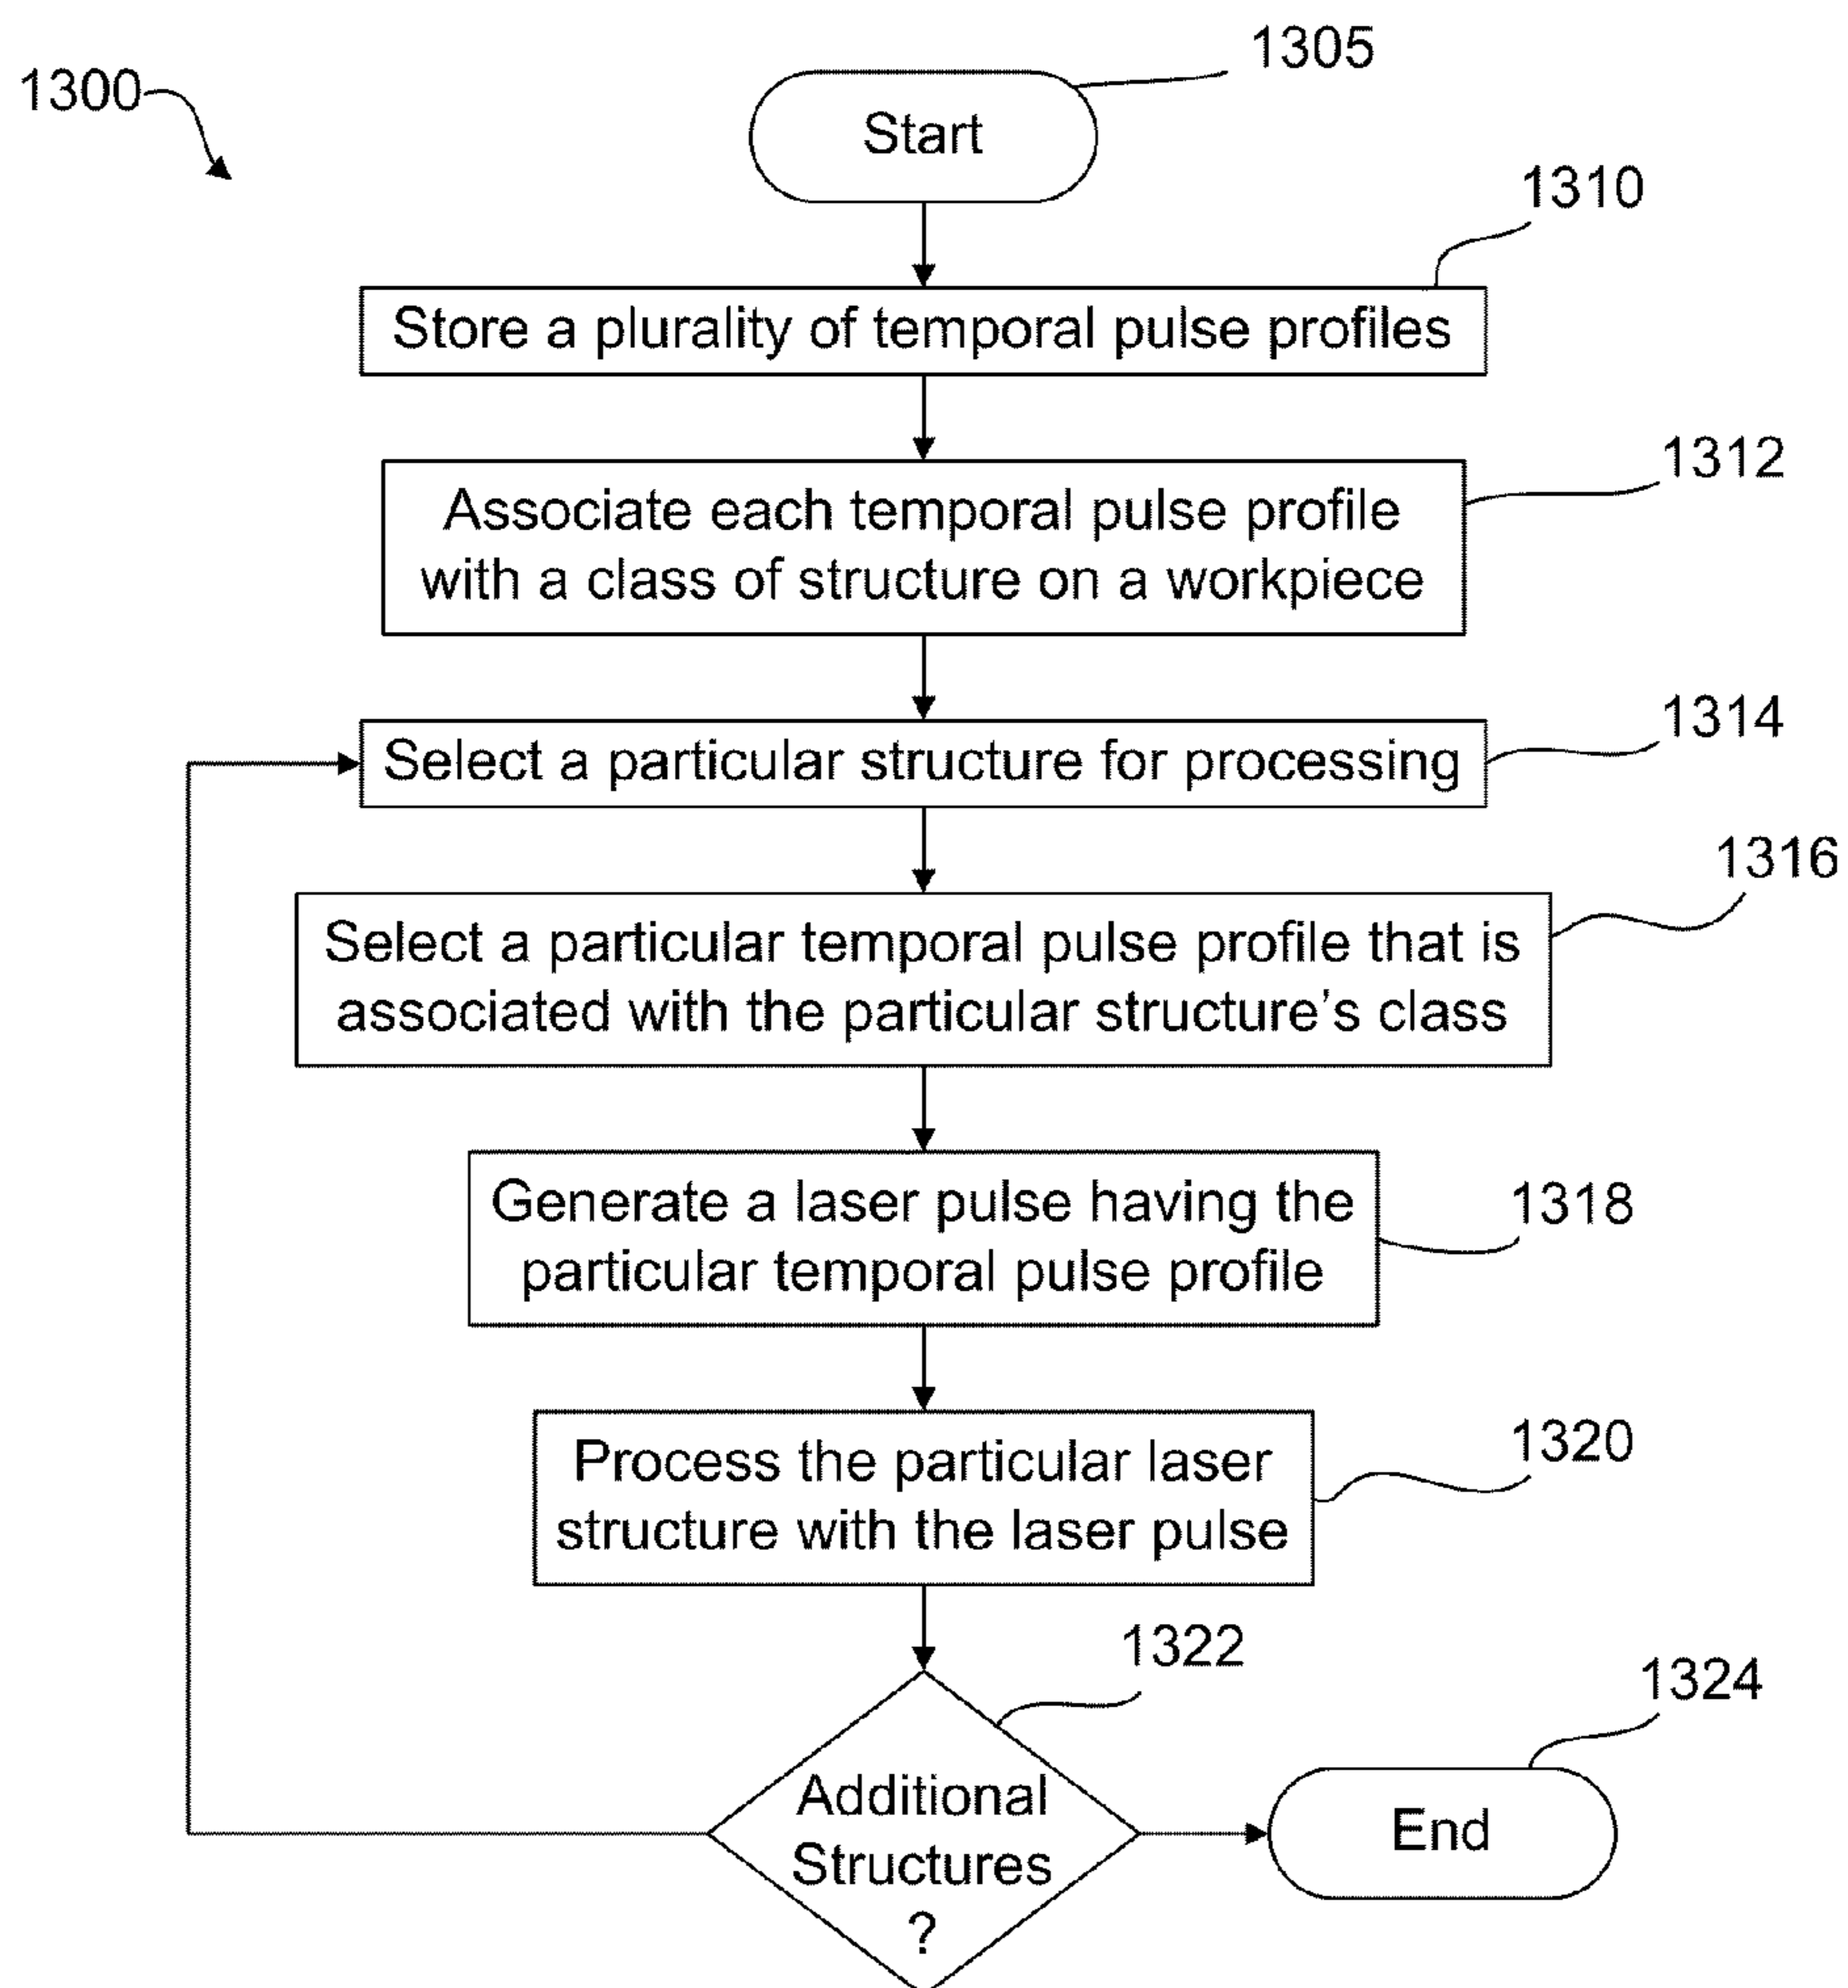 1300
1305
Start
1310
Store a plurality of temporal pulse profiles
1312
Associate each temporal pulse profile
with a class of structure on a workpiece
1314
Select a particular structure for processing
1316
Select a particular temporal pulse profile that is
associated with the particular structure's class
1318
Generate a laser pulse having the
particular temporal pulse profile
1320
Process the particular laser
structure with the laser pulse
1322
Additional
Structures
?
1324
End